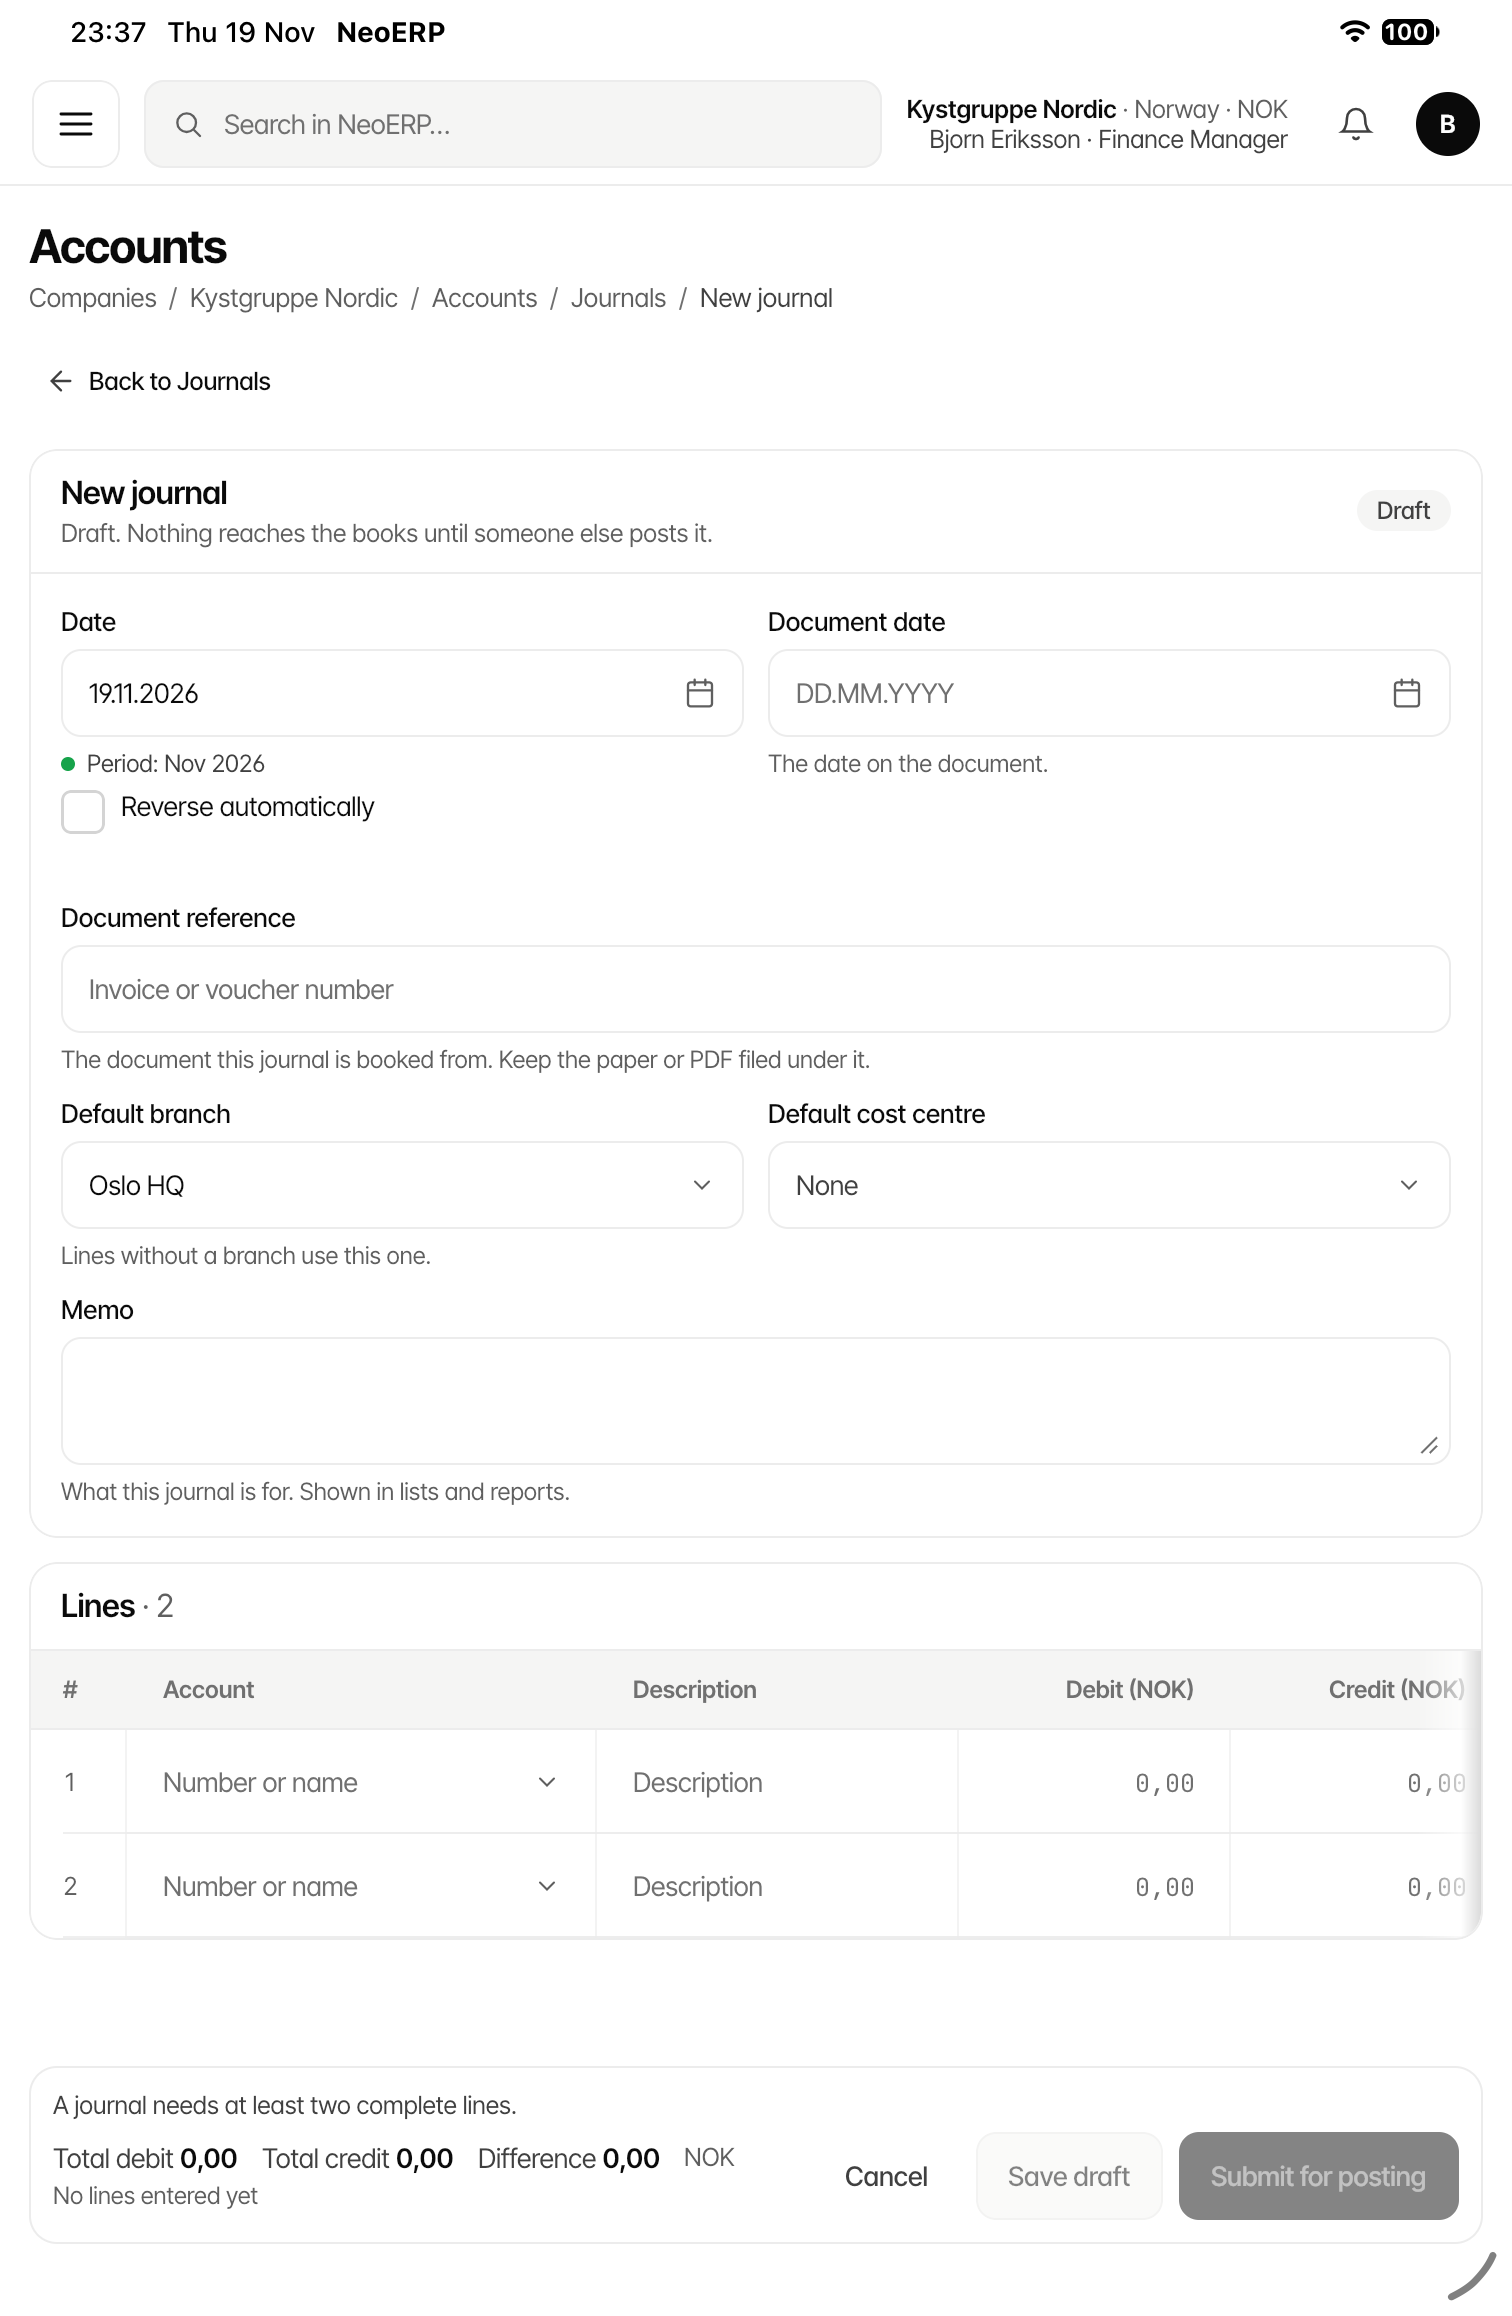 23:37 Thu 19 Nov NeoERP
100
Search in NeoERP...
Kystgruppe Nordic · Norway · NOK
Bjorn Eriksson · Finance Manager
B
Accounts
Companies / Kystgruppe Nordic / Accounts / Journals / New journal
Back to Journals
New journal
Draft. Nothing reaches the books until someone else posts it.
Draft
Date
Document date
19.11.2026
DD.MM.YYYY
Period: Nov 2026
The date on the document.
Reverse automatically
Document reference
Invoice or voucher number
The document this journal is booked from. Keep the paper or PDF filed under it.
Default branch
Default cost centre
Oslo HQ
None
Lines without a branch use this one.
Memo
What this journal is for. Shown in lists and reports.
Lines · 2
# Account Description Debit (NOK) Credit (NOK)
1 Number or name Description 0,00 0,00
2 Number or name Description 0,00 0,00
A journal needs at least two complete lines.
Total debit 0,00 Total credit 0,00 Difference 0,00 NOK
No lines entered yet
Cancel
Save draft
Submit for posting